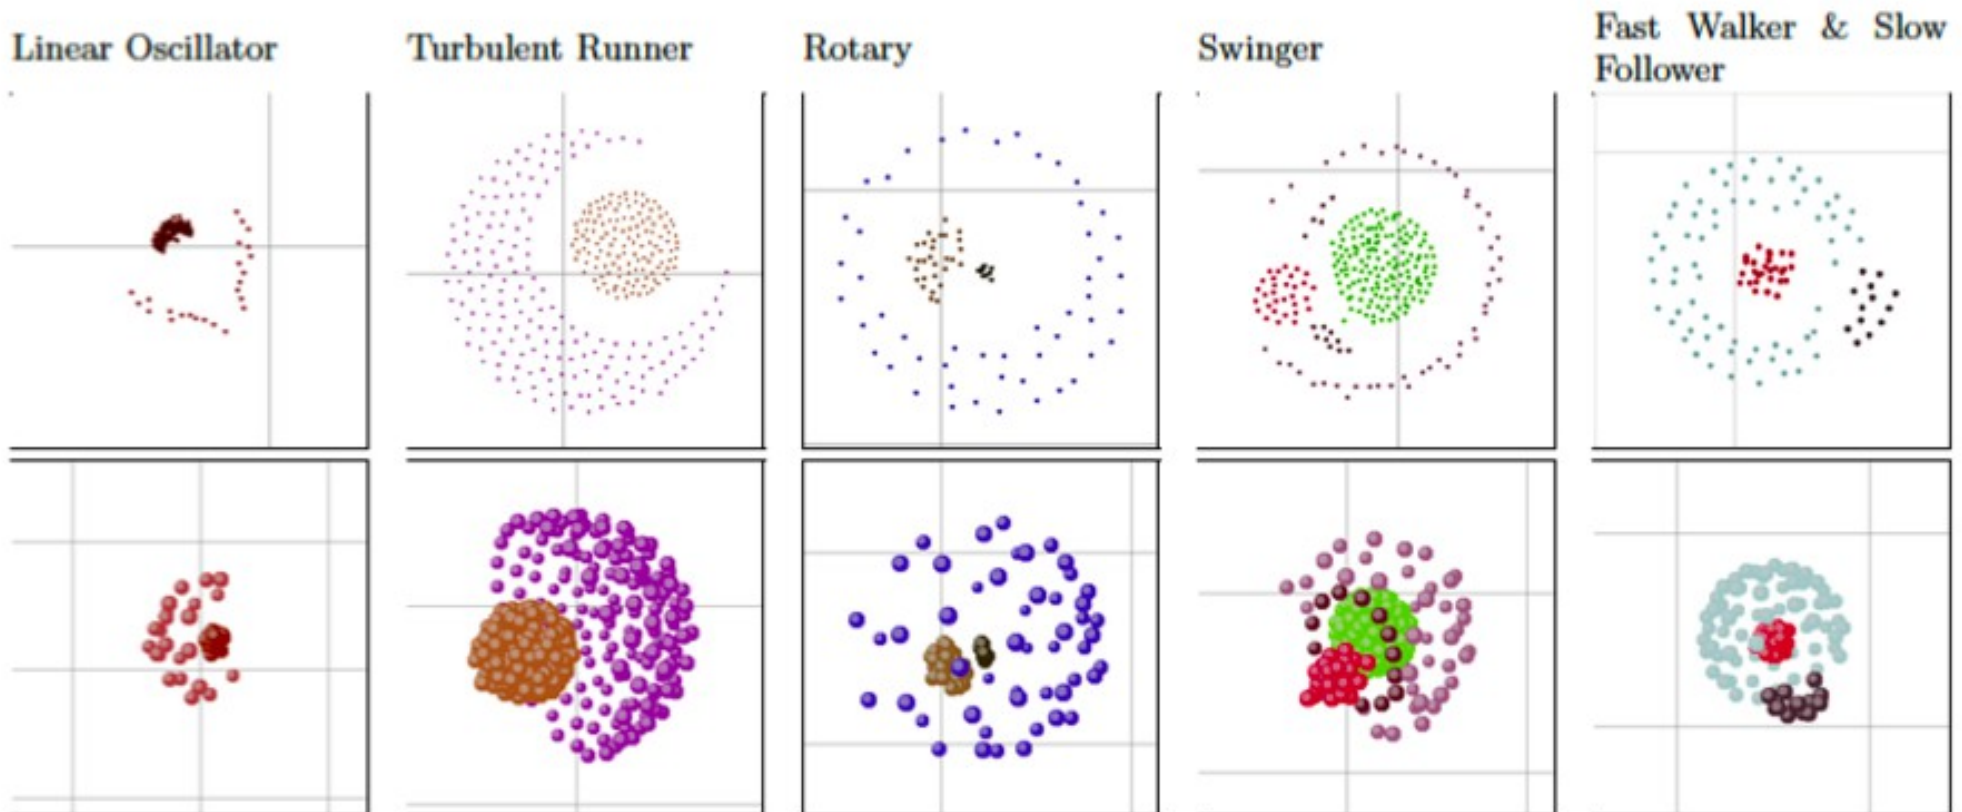 Linear Oscillator
Turbulent Runner
Rotary
Swinger
Fast Walker & Slow
Follower